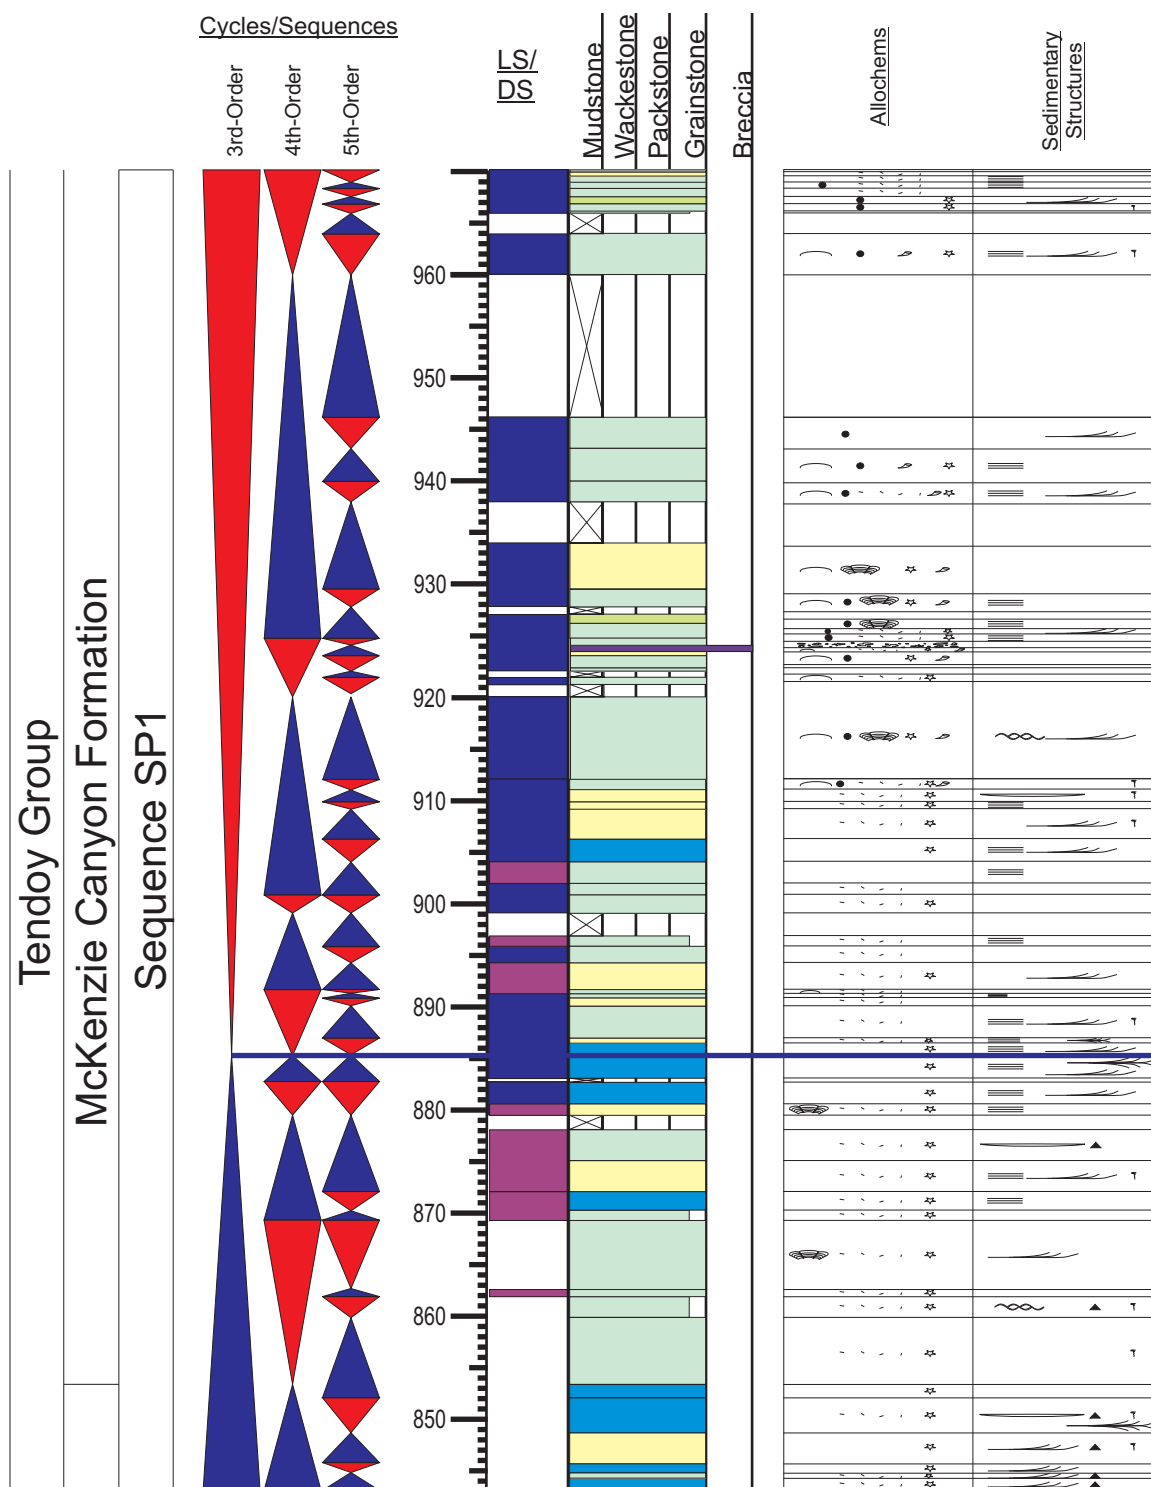 Cycles/Sequences
3rd-Order
4th-Order
5th-Order
LS/
DS
Mudstone
Wackestone
Packstone
Grainstone
Breccia
Allochems
Sedimentary
Structures
Tendoy Group
McKenzie Canyon Formation
Sequence SP1
960
950
940
930
920
910
900
890
880
870
860
850